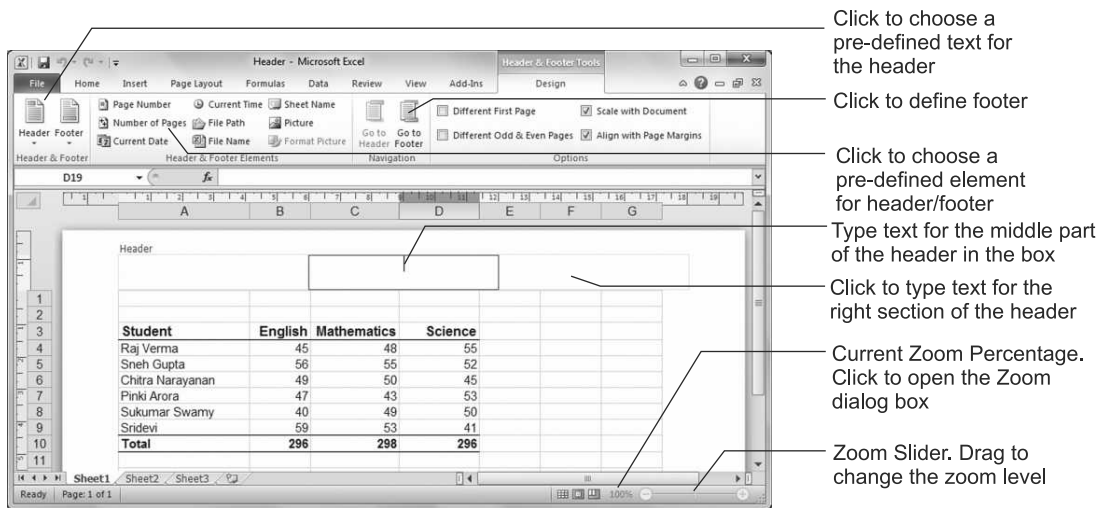 Click to choose a
pre-defined text for
the header
Click to define footer
Click to choose a
pre-defined element
for header/footer
Type text for the middle part
of the header in the box
Click to type text for the
right section of the header
Current Zoom Percentage.
Click to open the Zoom
dialog box
Zoom Slider. Drag to
change the zoom level
Header - Microsoft Excel
Header & Footer Tools
File Home Insert Page Layout Formulas Data Review View Add-Ins Design
Page Number Current Time Sheet Name Different First Page Scale with Document
Number of Pages File Path Picture
Header Footer Go to Go to Different Odd & Even Pages Align with Page Margins
Current Date File Name Format Picture Header Footer
Header & Footer Header & Footer Elements Navigation Options
D19 fx
A B C D E F G
Header
1
2
3 Student English Mathematics Science
4 Raj Verma 45 48 55
5 Sneh Gupta 56 55 52
6 Chitra Narayanan 49 50 45
7 Pinki Arora 47 43 53
8 Sukumar Swamy 40 49 50
9 Sridevi 59 53 41
10 Total 296 298 296
11
Sheet1 Sheet2 Sheet3
Ready Page: 1 of 1 100%